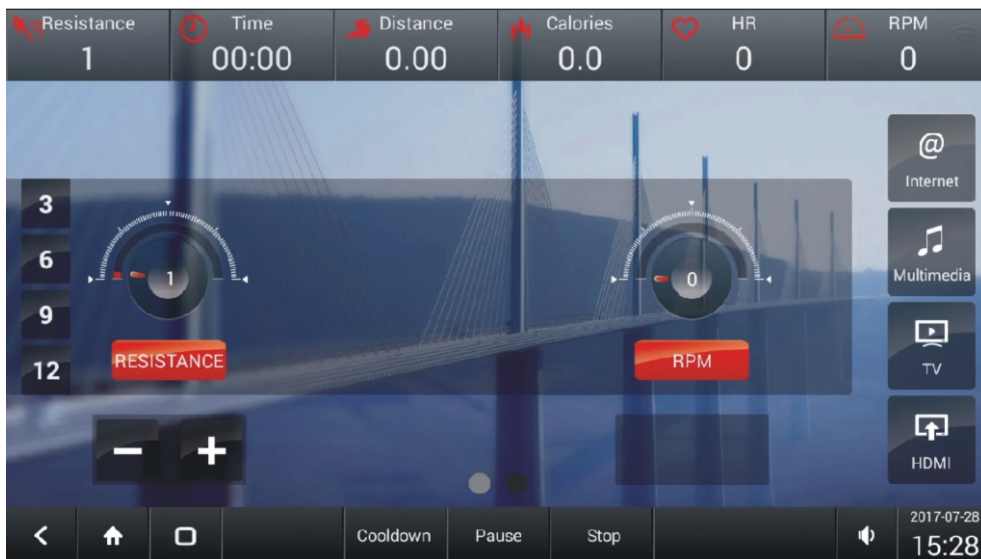 Resistance Time Distance Calories HR RPM
1 00:00 0.00 0.0 0 0
@
Internet
3
6
9
12
1
0
RESISTANCE
RPM
Multimedia
TV
HDMI
Cooldown Pause Stop
2017-07-28
15:28